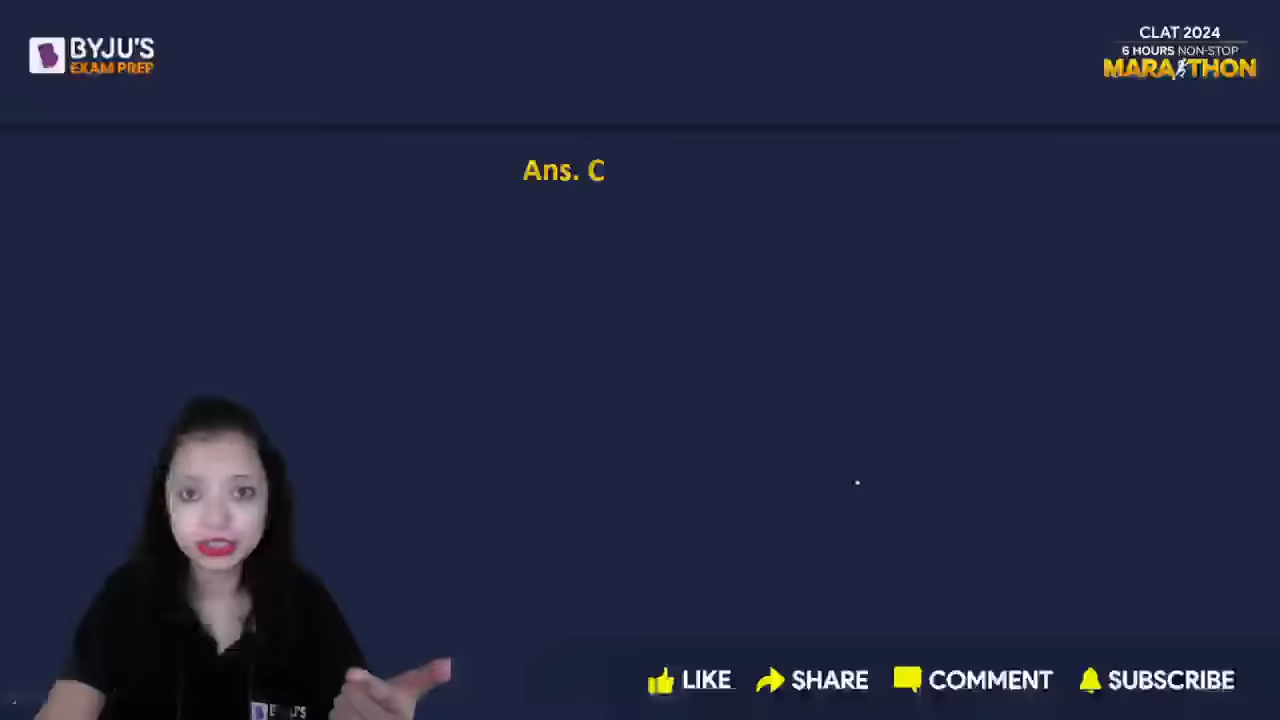 BYJU'S
EXAM PREP
CLAT 2024
6 HOURS NON-STOP
MARATHON
Ans. C
LIKE
SHARE
COMMENT
SUBSCRIBE